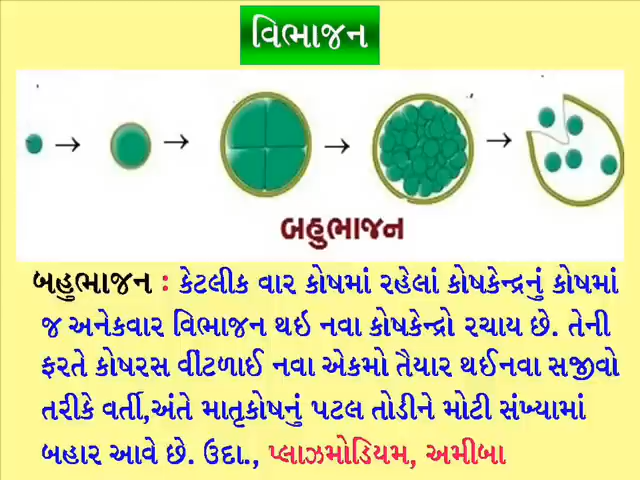 વિભાજન
બહુભાજન
બહુભાજન : કેટલીક વાર કોષમાં રહેલાં કોષકેન્દ્રનું કોષમાં
જ અનેકવાર વિભાજન થઇ નવા કોષકેન્દ્રો રચાય છે. તેની
ફરતે કોષરસ વીંટળાઈ નવા એકમો તૈયાર થઈનવા સજીવો
તરીકે વર્તી,અંતે માતૃકોષનું પટલ તોડીને મોટી સંખ્યામાં
બહાર આવે છે. ઉદા., પ્લાઝમોડિયમ, અમીબા